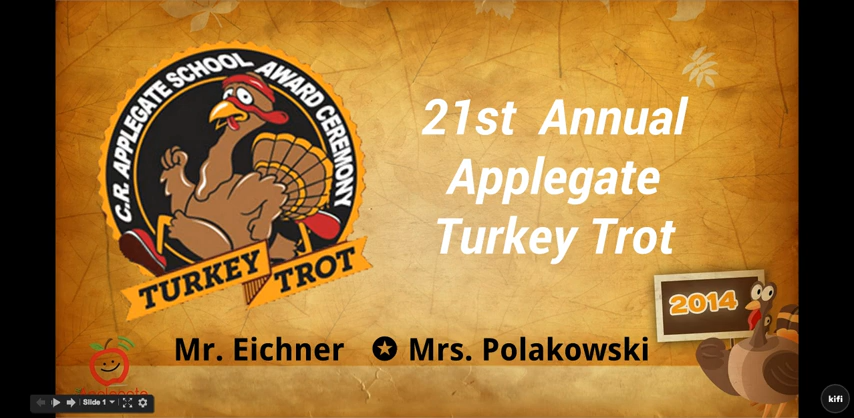 C.R. APPLEGATE SCHOOL AWARD CEREMONY
TURKEY TROT
21st Annual
Applegate
Turkey Trot
2014
Mr. Eichner ★ Mrs. Polakowski
Slide 1
kifi